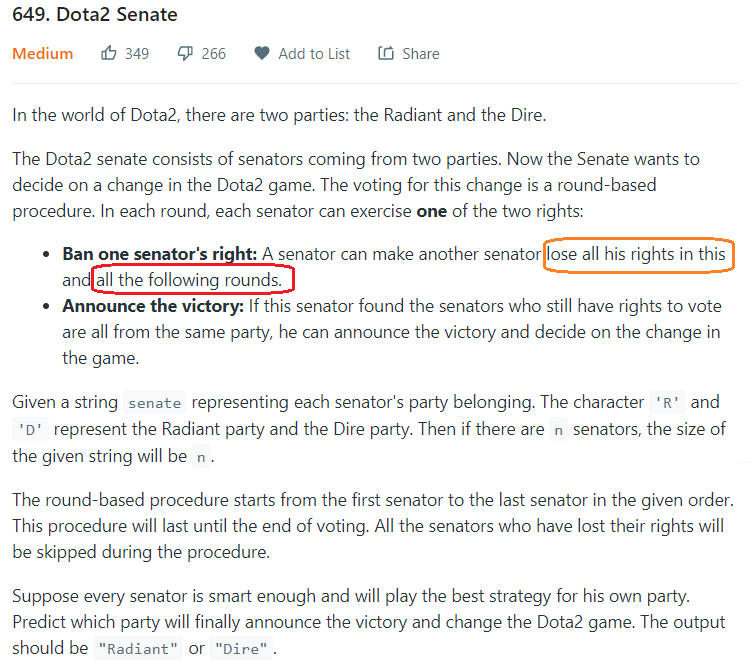 649. Dota2 Senate
Medium 349 266 Add to List Share
In the world of Dota2, there are two parties: the Radiant and the Dire.
The Dota2 senate consists of senators coming from two parties. Now the Senate wants to
decide on a change in the Dota2 game. The voting for this change is a round-based
procedure. In each round, each senator can exercise one of the two rights:
• Ban one senator's right: A senator can make another senator lose all his rights in this
and all the following rounds.
• Announce the victory: If this senator found the senators who still have rights to vote
are all from the same party, he can announce the victory and decide on the change in
the game.
Given a string senate representing each senator's party belonging. The character 'R' and
'D' represent the Radiant party and the Dire party. Then if there are n senators, the size of
the given string will be n.
The round-based procedure starts from the first senator to the last senator in the given order.
This procedure will last until the end of voting. All the senators who have lost their rights will
be skipped during the procedure.
Suppose every senator is smart enough and will play the best strategy for his own party.
Predict which party will finally announce the victory and change the Dota2 game. The output
should be "Radiant" or "Dire".